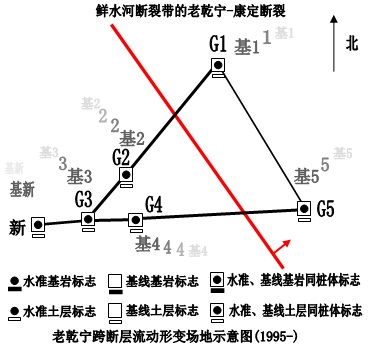 鲜水河断裂带的老乾宁-康定断裂
G1
基1 1 基1
北
基2
2
2
基2
G2
基3
3
基3
基新
基新
G3
新
G4
基4 4 4 基4
基5 5 基5
G5
水准基岩标志 基线基岩标志 水准、基线基岩同桩体标志
水准土层标志 基线土层标志 水准、基线土层同桩体标志
老乾宁跨断层流动形变场地示意图(1995-)